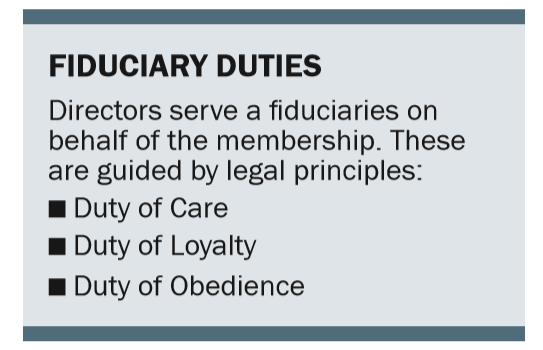 FIDUCIARY DUTIES
Directors serve a fiduciaries on
behalf of the membership. These
are guided by legal principles:
■ Duty of Care
■ Duty of Loyalty
■ Duty of Obedience